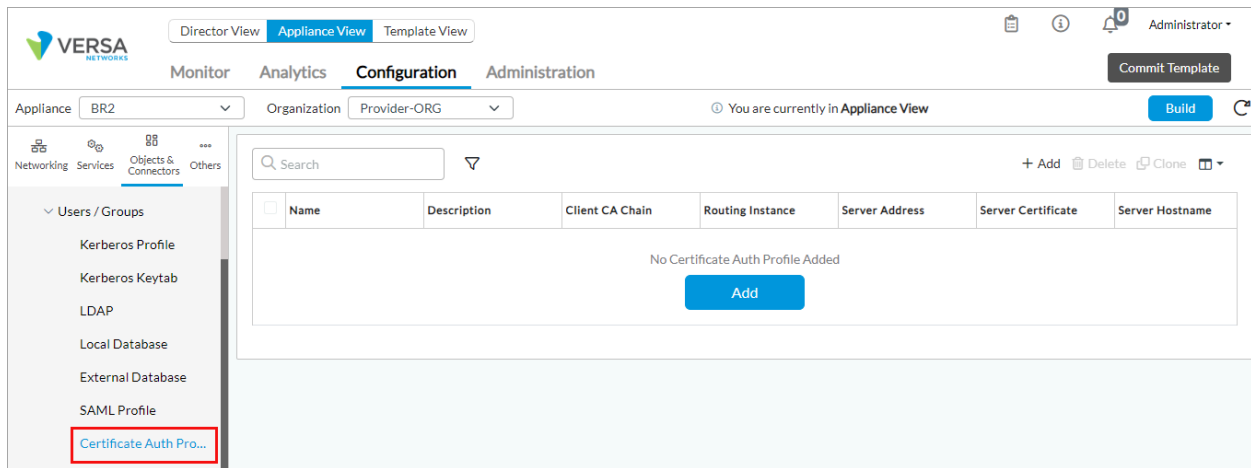 VERSA
NETWORKS
Director View Appliance View Template View
0
Administrator
Monitor Analytics Configuration Administration
Commit Template
Appliance BR2 Organization Provider-ORG You are currently in Appliance View Build
Networking Services Objects & Connectors Others
Search
+ Add Delete Clone
Users / Groups
Kerberos Profile
Kerberos Keytab
LDAP
Local Database
External Database
SAML Profile
Certificate Auth Pro...
Name Description Client CA Chain Routing Instance Server Address Server Certificate Server Hostname
No Certificate Auth Profile Added
Add